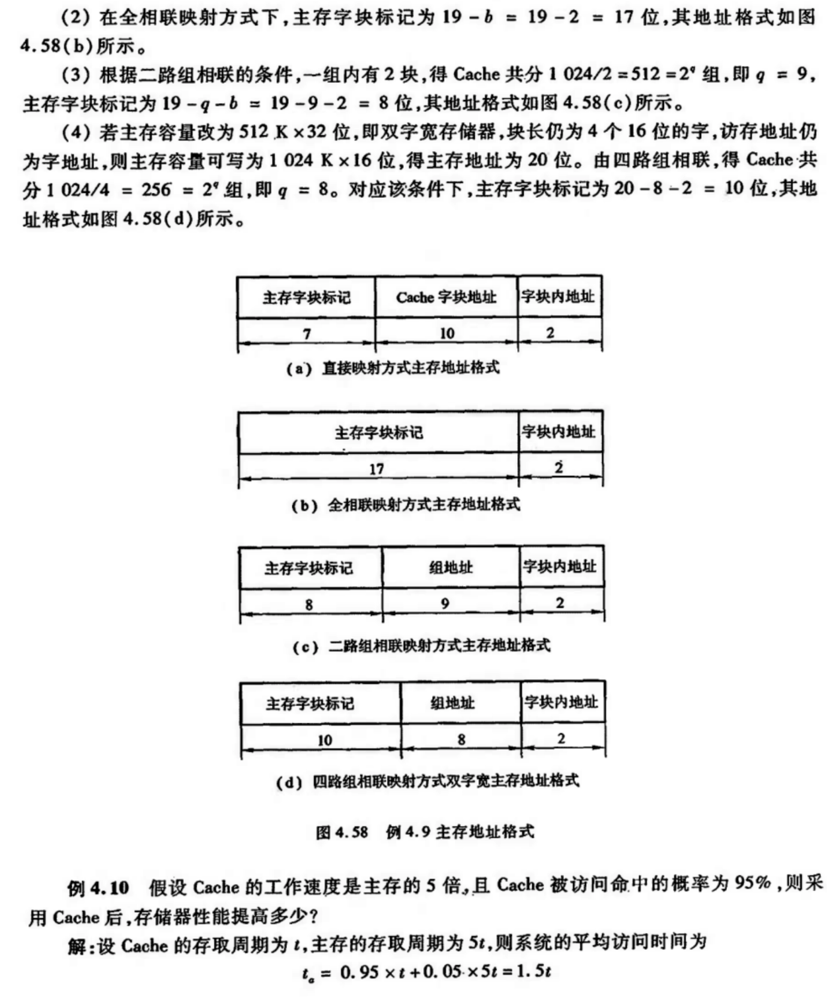 (2) 在全相联映射方式下,主存字块标记为 19 - b = 19 - 2 = 17 位,其地址格式如图
4.58(b)所示。
(3) 根据二路组相联的条件,一组内有 2 块,得 Cache 共分 1 024/2 = 512 = 2^q 组,即 q = 9,
主存字块标记为 19 - q - b = 19 - 9 - 2 = 8 位,其地址格式如图 4.58(c)所示。
(4) 若主存容量改为 512 K×32 位,即双字宽存储器,块长仍为 4 个 16 位的字,访存地址仍
为字地址,则主存容量可写为 1 024 K×16 位,得主存地址为 20 位。由四路组相联,得 Cache 共
分 1 024/4 = 256 = 2^q 组,即 q = 8。对应该条件下,主存字块标记为 20 - 8 - 2 = 10 位,其地
址格式如图 4.58(d)所示。
主存字块标记 Cache 字块地址 字块内地址
7 10 2
(a) 直接映射方式主存地址格式
主存字块标记 字块内地址
17 2
(b) 全相联映射方式主存地址格式
主存字块标记 组地址 字块内地址
8 9 2
(c) 二路组相联映射方式主存地址格式
主存字块标记 组地址 字块内地址
10 8 2
(d) 四路组相联映射方式双字宽主存地址格式
图 4.58 例 4.9 主存地址格式
例 4.10 假设 Cache 的工作速度是主存的 5 倍,且 Cache 被访问命中的概率为 95%,则采
用 Cache 后,存储器性能提高多少?
解:设 Cache 的存取周期为 t,主存的存取周期为 5t,则系统的平均访问时间为
t_a = 0.95×t+0.05×5t=1.5t